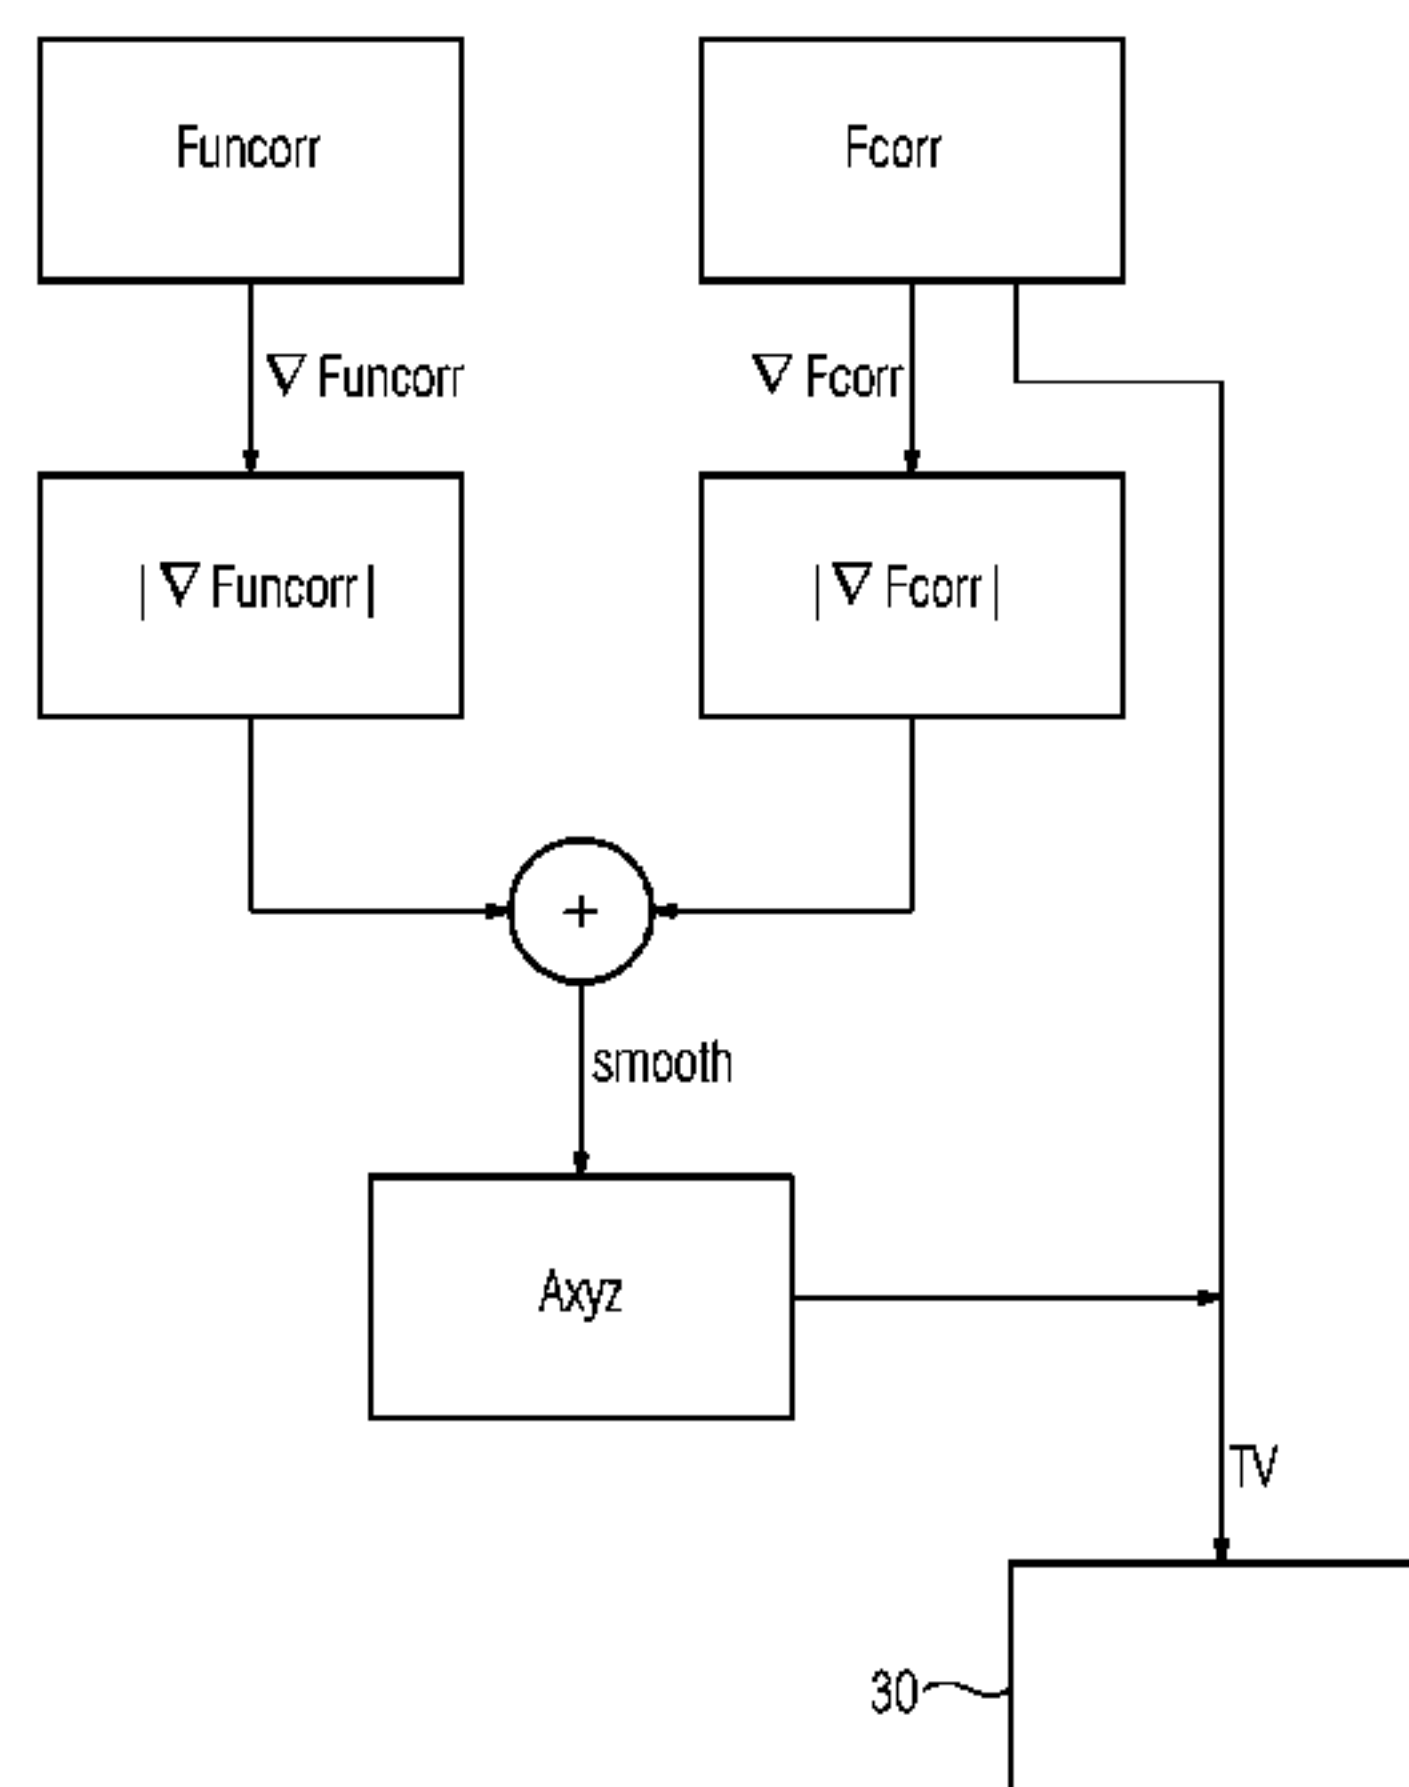 Funcorr
Fcorr
∇ Funcorr
∇ Fcorr
|∇ Funcorr|
|∇ Fcorr|
+
smooth
Axyz
TV
30